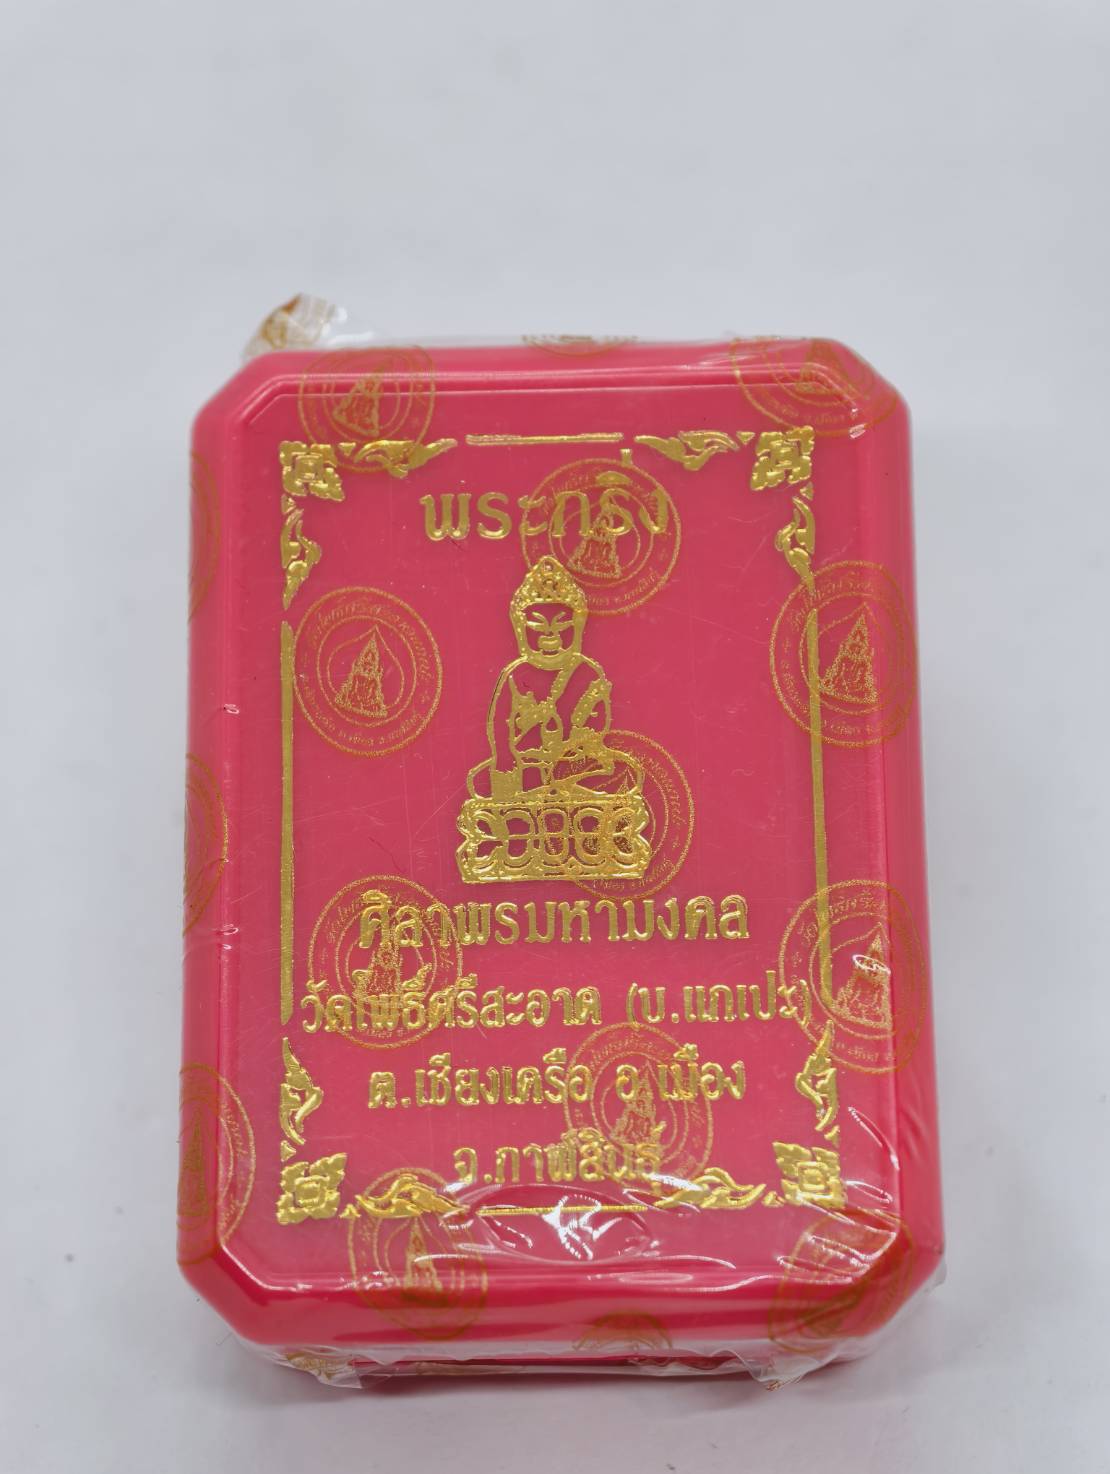 พระกริ่ง
ศิลาพรมหามงคล
วัดโพธิ์ศรีสะอาด (บ.แกเปะ)
ต.เชียงเครือ อ.เมือง
จ.กาฬสินธุ์